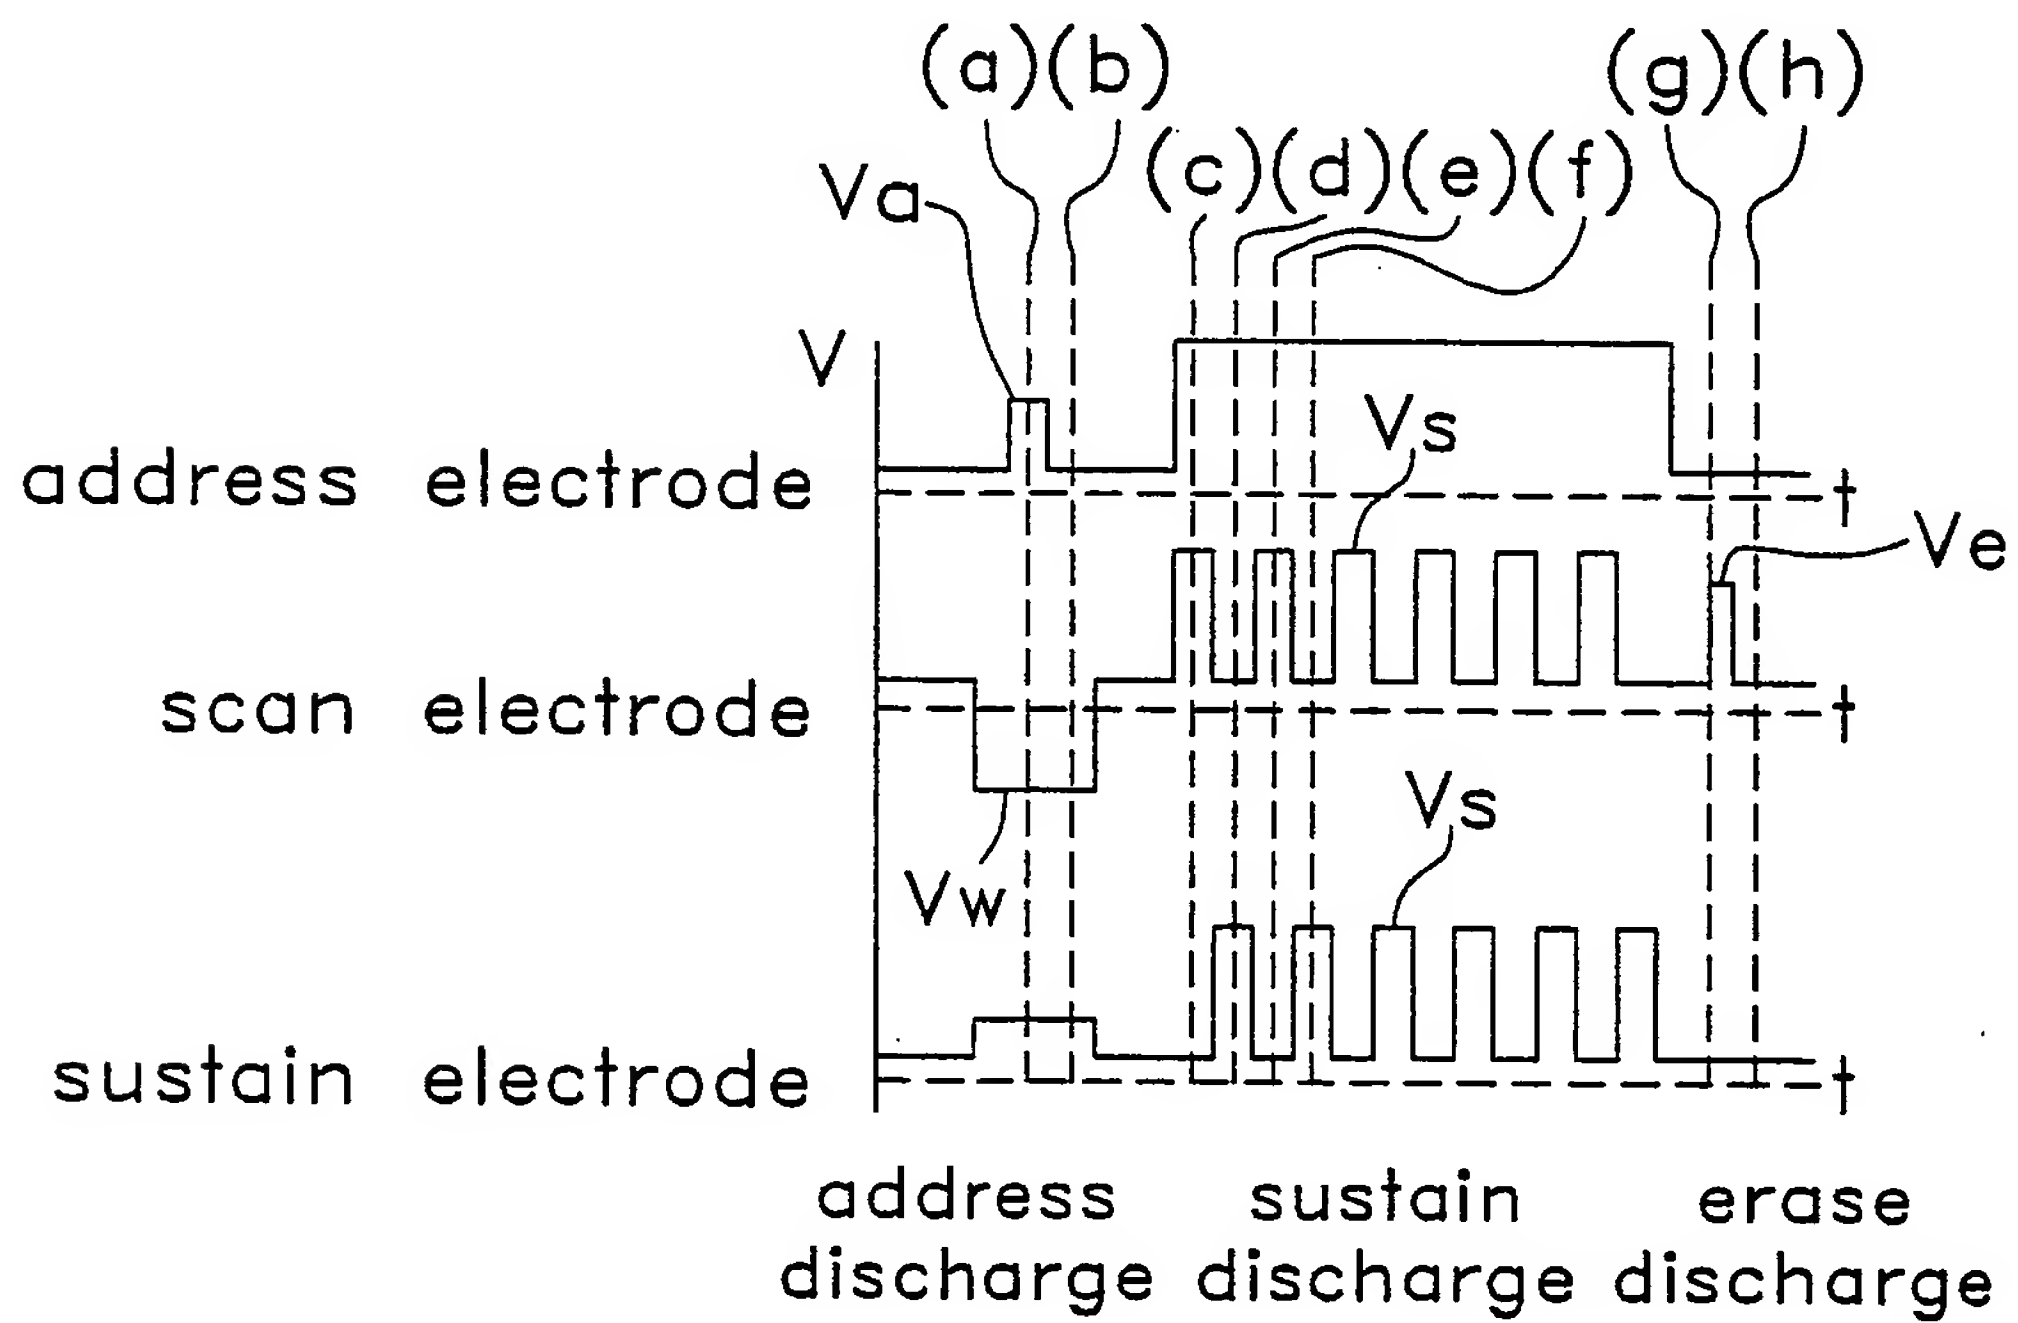 (a)(b)
(g)(h)
(c)(d)(e)(f)
Va
V
Vs
address electrode
t
Ve
scan electrode
t
Vs
Vw
sustain electrode
t
address discharge
sustain discharge
erase discharge